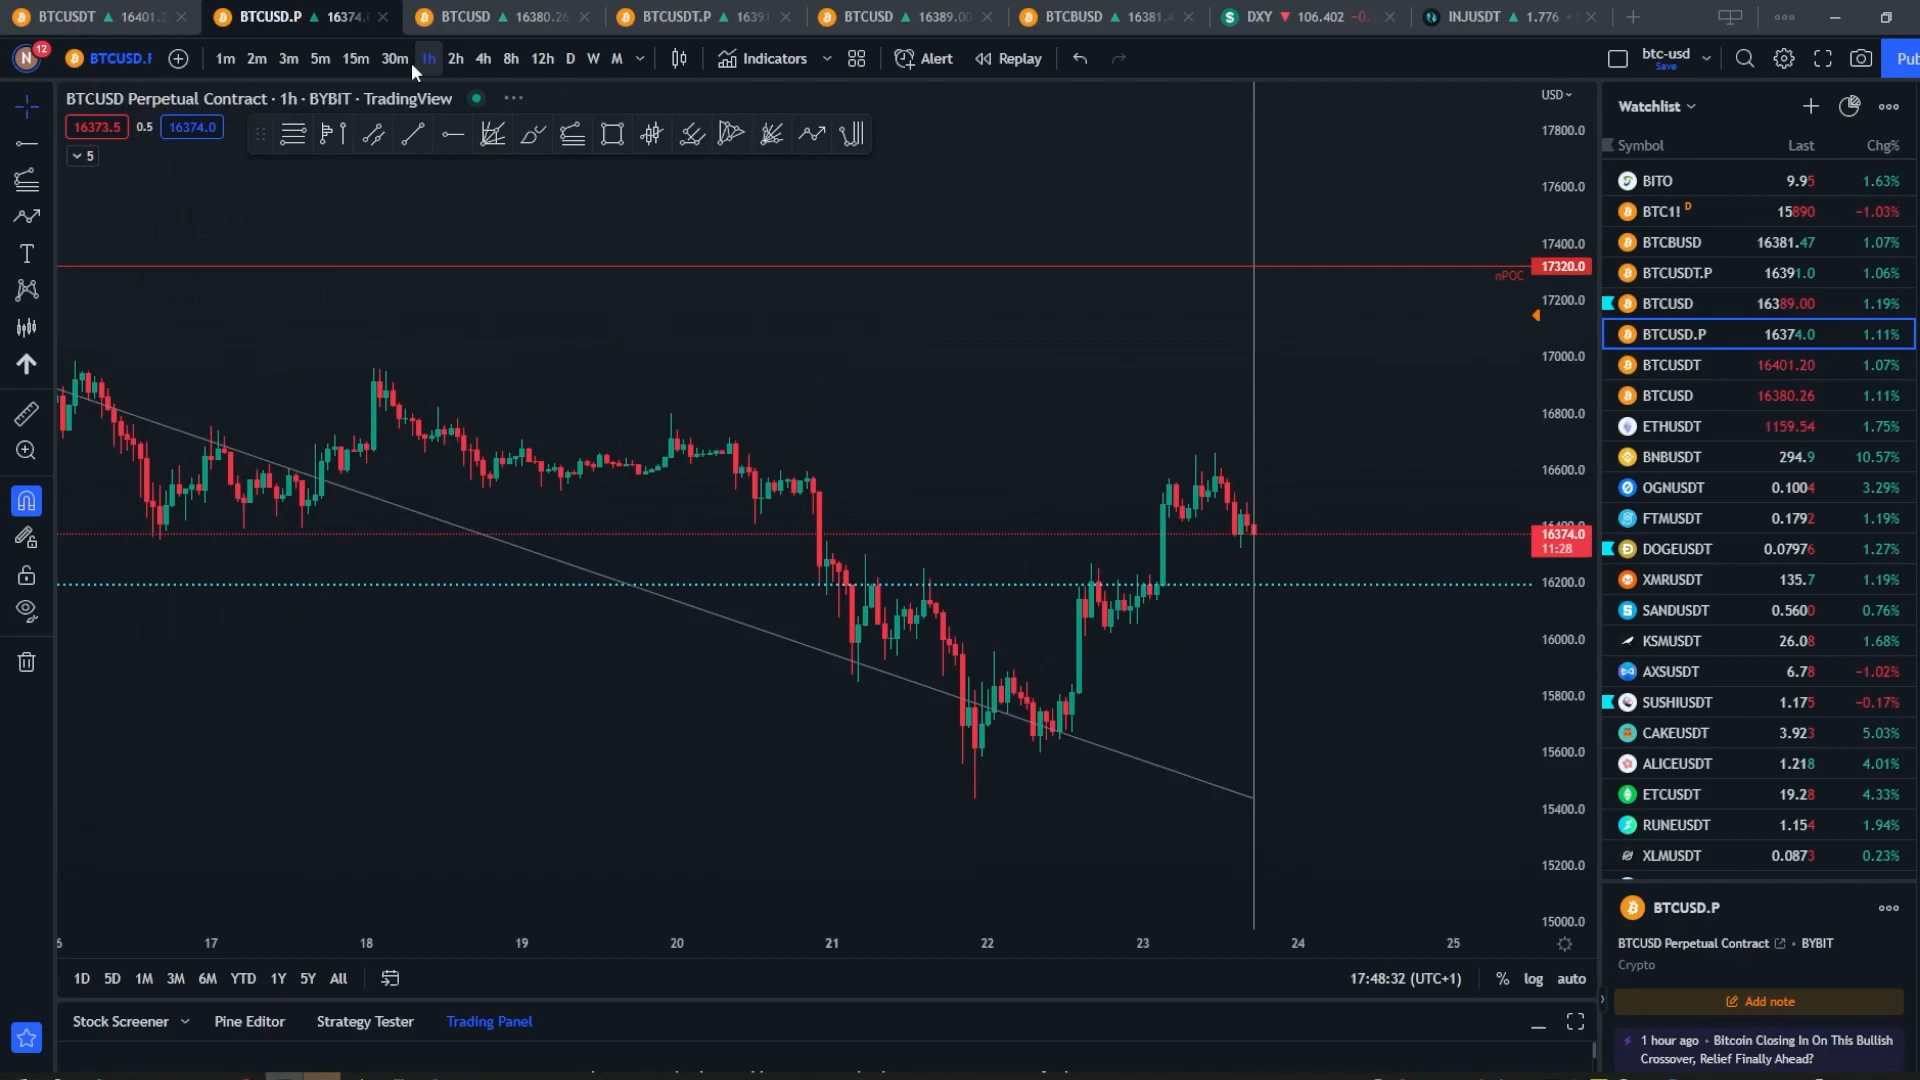 BTCUSDT 16401.2
BTCUSD.P 16374.
BTCUSD 16380.26
BTCUSDT.P 1639
BTCUSD 16389.00
BTCBUSD 16381.4
DXY 106.402 −0.
INJUSDT 1.776
N 12 BTCUSD.F 1m 2m 3m 5m 15m 30m 1h 2h 4h 8h 12h D W M Indicators Alert Replay btc-usd Save Pub
BTCUSD Perpetual Contract · 1h · BYBIT · TradingView
16373.5 0.5 16374.0
5
USD
17800.0
17600.0
17400.0
17320.0
nPOC
17200.0
17000.0
16800.0
16600.0
16400.0
16374.0
11:28
16200.0
16000.0
15800.0
15600.0
15400.0
15200.0
15000.0
6 17 18 19 20 21 22 23 24 25
1D 5D 1M 3M 6M YTD 1Y 5Y All 17:48:32 (UTC+1) % log auto
Stock Screener Pine Editor Strategy Tester Trading Panel
Watchlist
Symbol Last Chg%
BITO 9.95 1.63%
BTC1! D 15890 −1.03%
BTCBUSD 16381.47 1.07%
BTCUSDT.P 16391.0 1.06%
BTCUSD 16389.00 1.19%
BTCUSD.P 16374.0 1.11%
BTCUSDT 16401.20 1.07%
BTCUSD 16380.26 1.11%
ETHUSDT 1159.54 1.75%
BNBUSDT 294.9 10.57%
OGNUSDT 0.1004 3.29%
FTMUSDT 0.1792 1.19%
DOGEUSDT 0.07976 1.27%
XMRUSDT 135.7 1.19%
SANDUSDT 0.5600 0.76%
KSMUSDT 26.08 1.68%
AXSUSDT 6.78 −1.02%
SUSHIUSDT 1.175 −0.17%
CAKEUSDT 3.923 5.03%
ALICEUSDT 1.218 4.01%
ETCUSDT 19.28 4.33%
RUNEUSDT 1.154 1.94%
XLMUSDT 0.0873 0.23%
BTCUSD.P
BTCUSD Perpetual Contract · BYBIT
Crypto
Add note
1 hour ago · Bitcoin Closing In On This Bullish
Crossover, Relief Finally Ahead?